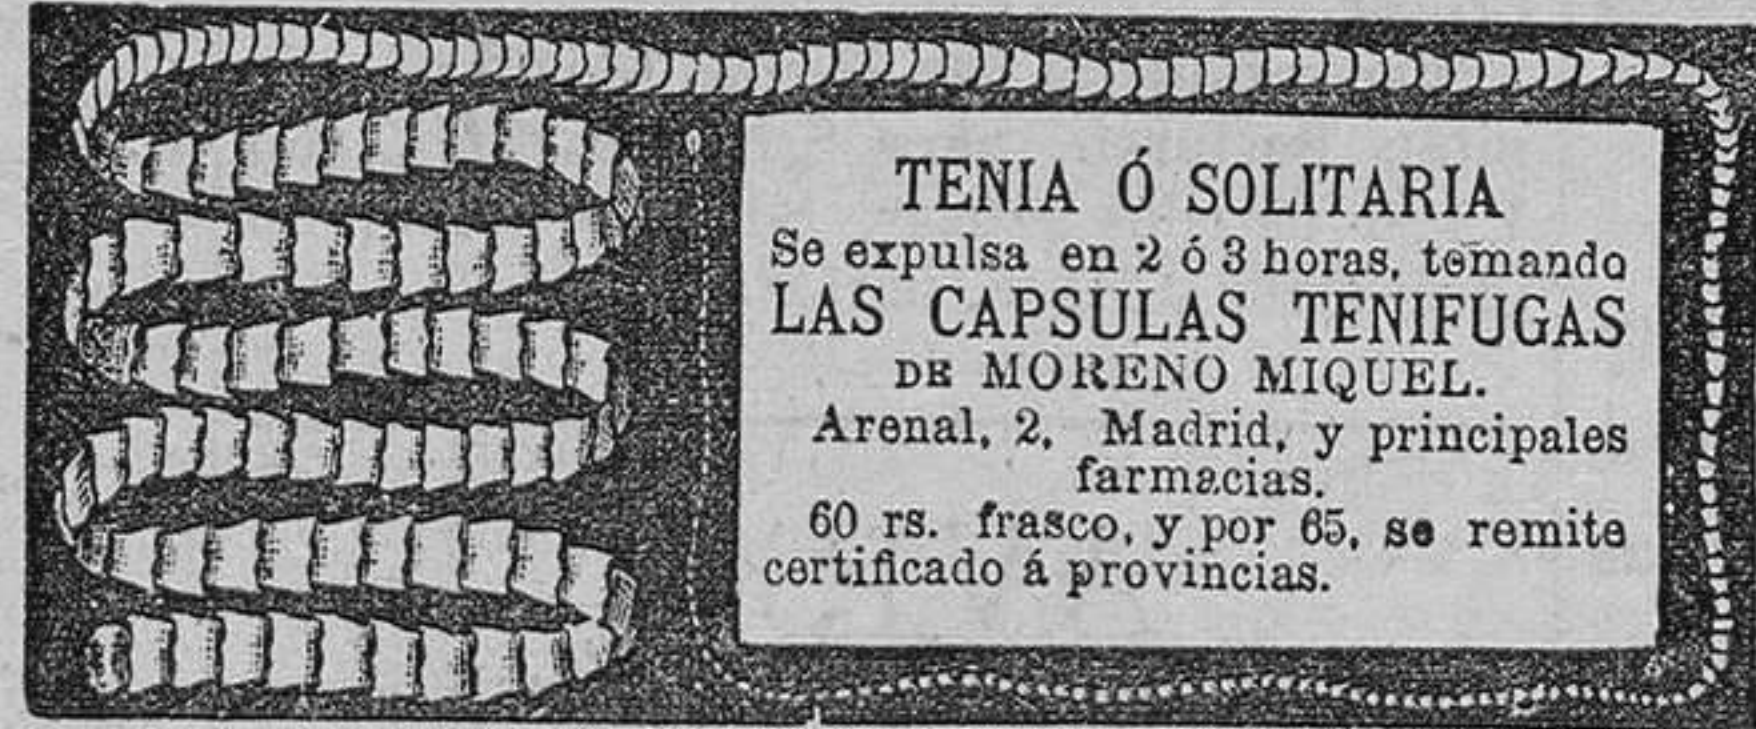 TENIA Ó SOLITARIA
Se expulsa en 2 ó 3 horas, tomando
LAS CAPSULAS TENIFUGAS
DE MORENO MIQUEL.
Arenal, 2, Madrid, y principales
farmacias.
60 rs. frasco, y por 65, se remite
certificado á provincias.